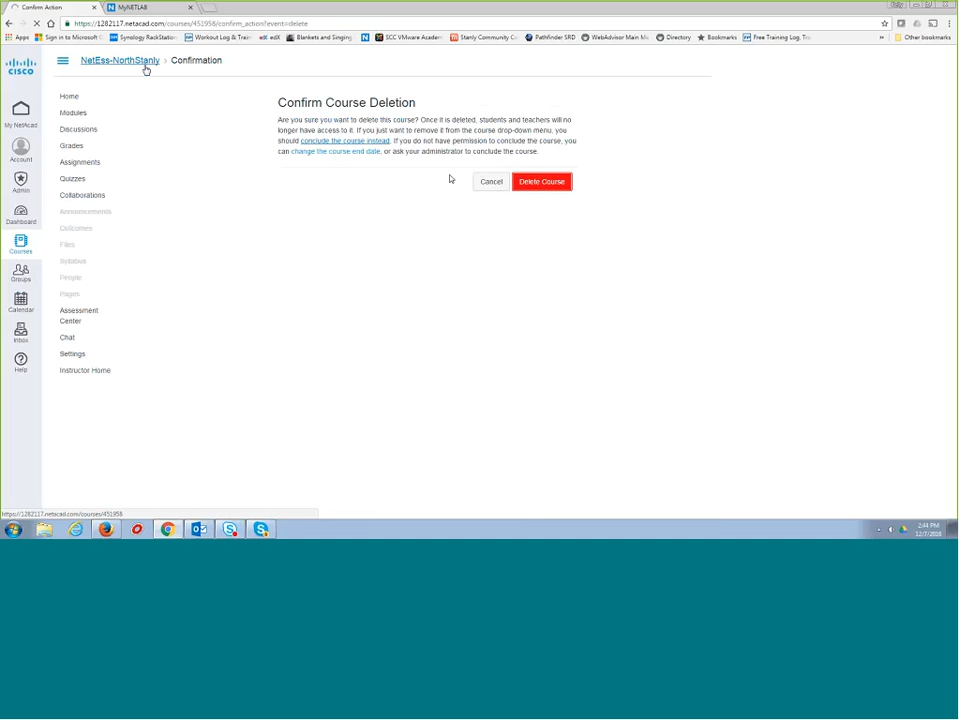 Confirm Action
MyNETLAB
https://1282117.netacad.com/courses/451958/confirm_action?event=delete
Apps Sign in to Microsoft Synology RackStation Workout Log & Train edX Blankets and Singing SCC VMware Academ Stanly Community Co Pathfinder SRD WebAdvisor Main Me Directory Bookmarks Free Training Log, Tr » Other bookmarks
CISCO
NetEss-NorthStanly > Confirmation
My NetAcad
Account
Admin
Dashboard
Courses
Groups
Calendar
Inbox
Help
Home
Modules
Discussions
Grades
Assignments
Quizzes
Collaborations
Announcements
Outcomes
Files
Syllabus
People
Pages
Assessment
Center
Chat
Settings
Instructor Home
Confirm Course Deletion
Are you sure you want to delete this course? Once it is deleted, students and teachers will no
longer have access to it. If you just want to remove it from the course drop-down menu, you
should conclude the course instead. If you do not have permission to conclude the course, you
can change the course end date, or ask your administrator to conclude the course.
Cancel
Delete Course
https://1282117.netacad.com/courses/451958
2:44 PM
12/7/2016